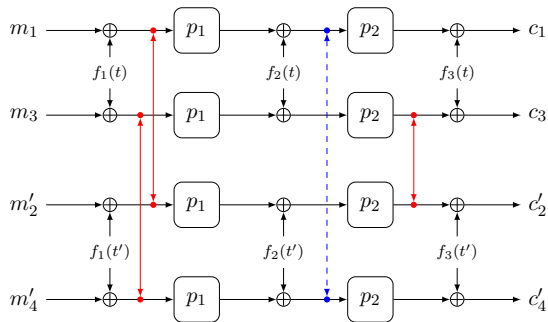 m₁ p₁ p₂ c₁
f₁(t) f₂(t) f₃(t)
m₃ p₁ p₂ c₃
m′₂ p₁ p₂ c′₂
f₁(t′) f₂(t′) f₃(t′)
m′₄ p₁ p₂ c′₄